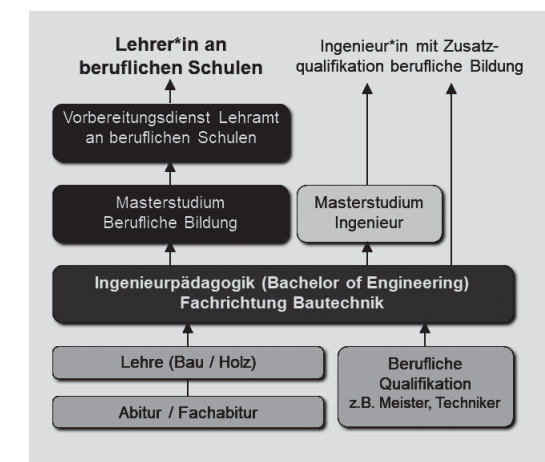 Lehrer*in an
beruflichen Schulen
Ingenieur*in mit Zusatz-
qualifikation berufliche Bildung
Vorbereitungsdienst Lehramt
an beruflichen Schulen
Masterstudium
Berufliche Bildung
Masterstudium
Ingenieur
Ingenieurpädagogik (Bachelor of Engineering)
Fachrichtung Bautechnik
Lehre (Bau / Holz)
Abitur / Fachabitur
Berufliche
Qualifikation
z.B. Meister, Techniker